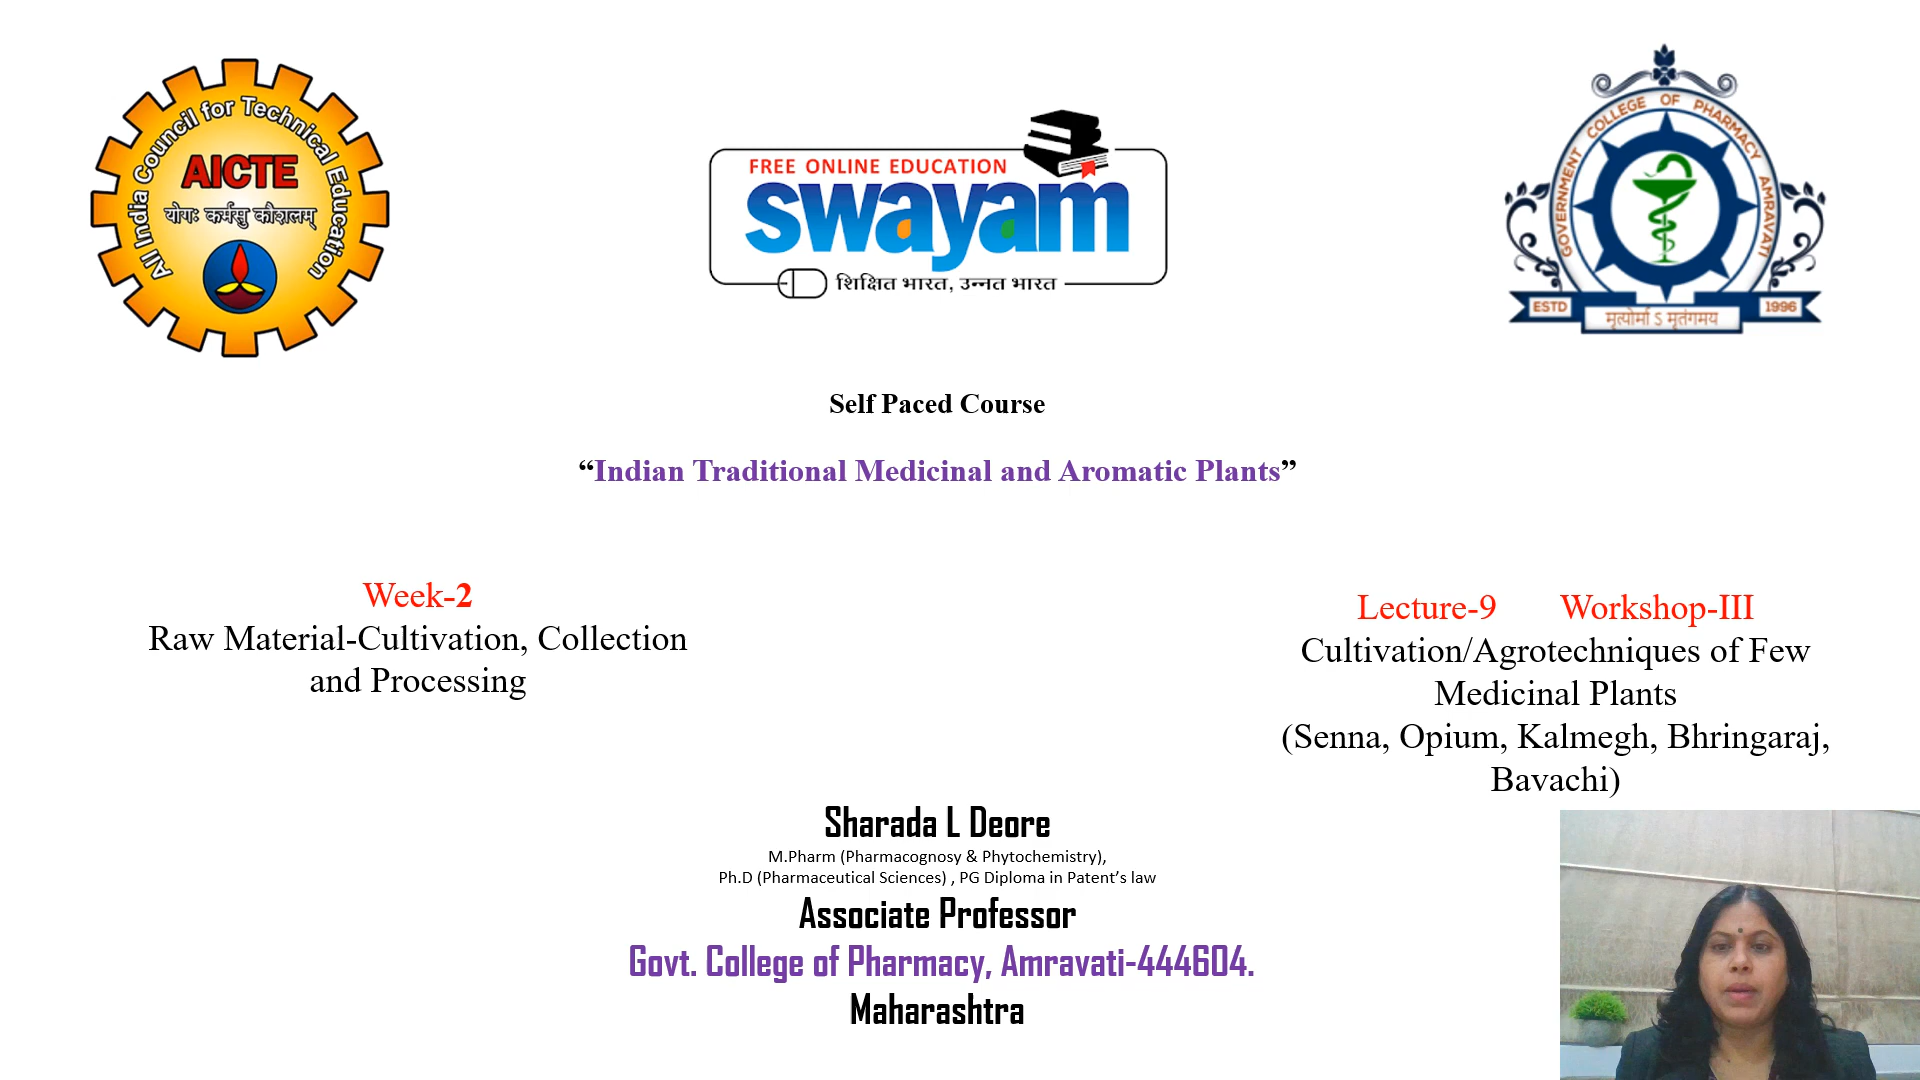 All India Council for Technical Education
AICTE
योगः कर्मसु कौशलम्
FREE ONLINE EDUCATION
swayam
शिक्षित भारत, उन्नत भारत
GOVERNMENT COLLEGE OF PHARMACY AMRAVATI
ESTD
1996
मृत्योर्मा ऽ मृतंगमय
Self Paced Course
“Indian Traditional Medicinal and Aromatic Plants”
Week-2
Raw Material-Cultivation, Collection
and Processing
Lecture-9 Workshop-III
Cultivation/Agrotechniques of Few
Medicinal Plants
(Senna, Opium, Kalmegh, Bhringaraj,
Bavachi)
Sharada L Deore
M.Pharm (Pharmacognosy & Phytochemistry),
Ph.D (Pharmaceutical Sciences) , PG Diploma in Patent’s law
Associate Professor
Govt. College of Pharmacy, Amravati-444604.
Maharashtra